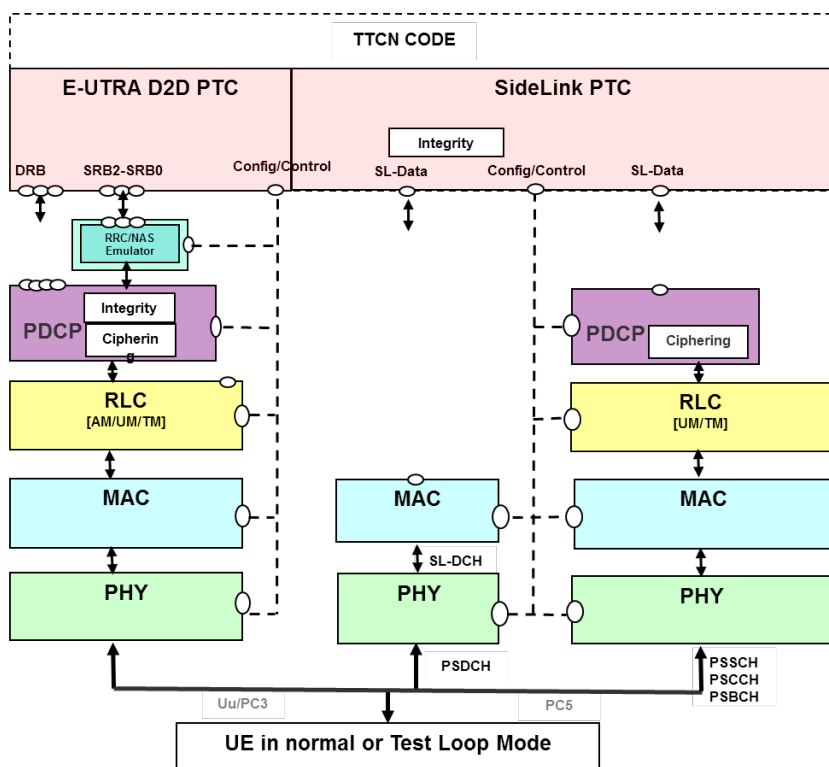 TTCN CODE
E-UTRA D2D PTC
SideLink PTC
Integrity
DRB
SRB2-SRB0
Config/Control
SL-Data
Config/Control
SL-Data
RRC/NAS
Emulator
PDCP
Integrity
Cipherin
g
PDCP
Ciphering
RLC
[AM/UM/TM]
RLC
[UM/TM]
MAC
MAC
MAC
SL-DCH
PHY
PHY
PHY
PSDCH
PSSCH
PSCCH
PSBCH
Uu/PC3
PC5
UE in normal or Test Loop Mode